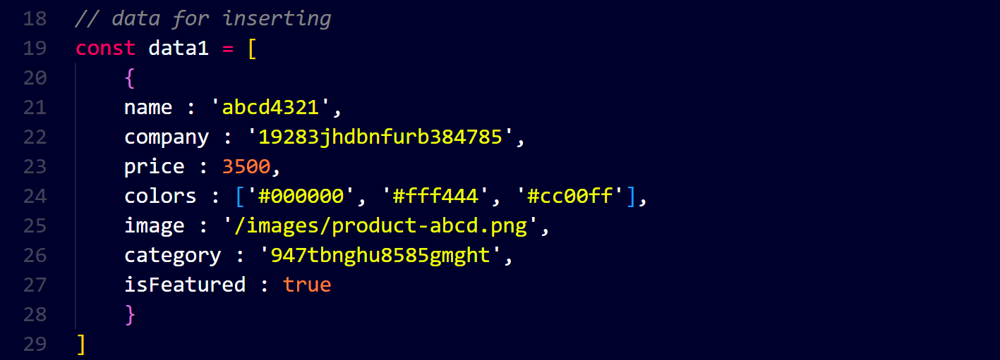 18 // data for inserting
19 const data1 = [
20 {
21 name : 'abcd4321',
22 company : '19283jhdbnfurb384785',
23 price : 3500,
24 colors : ['#000000', '#fff444', '#cc00ff'],
25 image : '/images/product-abcd.png',
26 category : '947tbnghu8585gmght',
27 isFeatured : true
28 }
29 ]